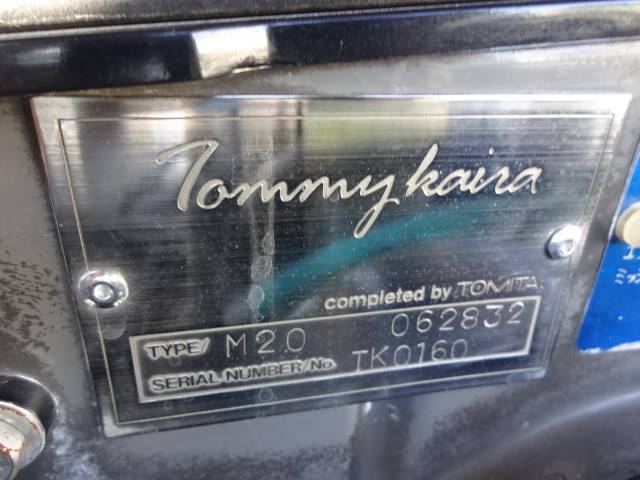 Tommykaira
completed by TOMITA
TYPE/ M20 062832
SERIAL NUMBER/No. TK0160